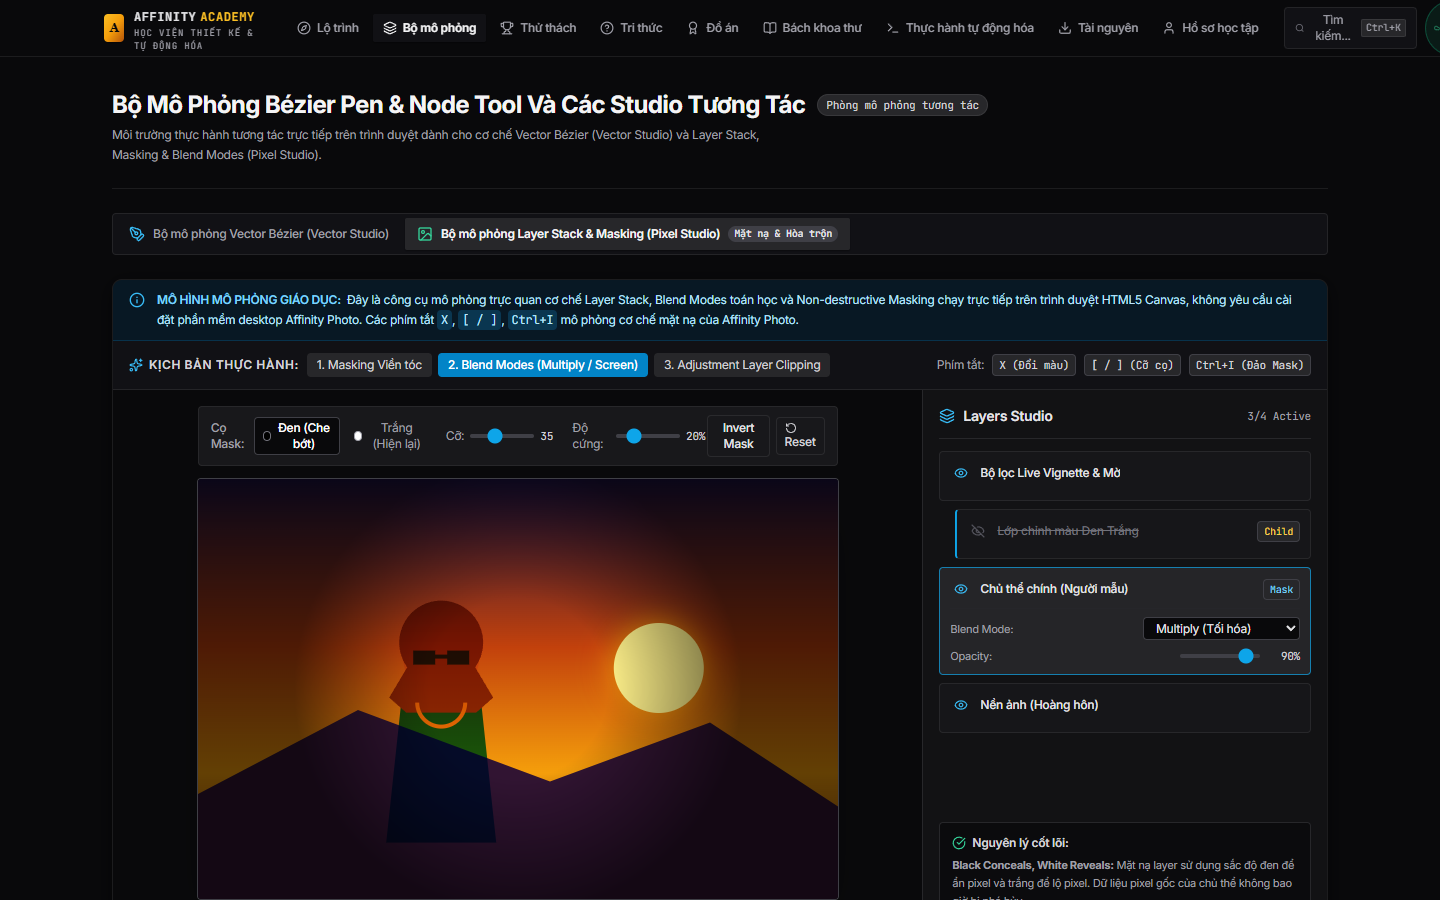 A
AFFINITY ACADEMY
HỌC VIỆN THIẾT KẾ &
TỰ ĐỘNG HÓA
Lộ trình
Bộ mô phỏng
Thử thách
Tri thức
Đồ án
Bách khoa thư
Thực hành tự động hóa
Tài nguyên
Hồ sơ học tập
Tìm kiếm...
Ctrl+K
Bộ Mô Phỏng Bézier Pen & Node Tool Và Các Studio Tương Tác
Phòng mô phỏng tương tác
Môi trường thực hành tương tác trực tiếp trên trình duyệt dành cho cơ chế Vector Bézier (Vector Studio) và Layer Stack,
Masking & Blend Modes (Pixel Studio).
Bộ mô phỏng Vector Bézier (Vector Studio)
Bộ mô phỏng Layer Stack & Masking (Pixel Studio)
Mặt nạ & Hòa trộn
MÔ HÌNH MÔ PHỎNG GIÁO DỤC: Đây là công cụ mô phỏng trực quan cơ chế Layer Stack, Blend Modes toán học và Non-destructive Masking chạy trực tiếp trên trình duyệt HTML5 Canvas, không yêu cầu cài
đặt phần mềm desktop Affinity Photo. Các phím tắt X, [ / ], Ctrl+I mô phỏng cơ chế mặt nạ của Affinity Photo.
KỊCH BẢN THỰC HÀNH:
1. Masking Viền tóc
2. Blend Modes (Multiply / Screen)
3. Adjustment Layer Clipping
Phím tắt:
X (Đổi màu)
[ / ] (Cỡ cọ)
Ctrl+I (Đảo Mask)
Cọ Mask:
Đen (Che bớt)
Trắng (Hiện lại)
Cỡ:
35
Độ cứng:
20%
Invert Mask
Reset
Layers Studio
3/4 Active
Bộ lọc Live Vignette & Mờ
Lớp chỉnh màu Đen Trắng
Child
Chủ thể chính (Người mẫu)
Mask
Blend Mode:
Multiply (Tối hóa)
Opacity:
90%
Nền ảnh (Hoàng hôn)
Nguyên lý cốt lõi:
Black Conceals, White Reveals: Mặt nạ layer sử dụng sắc độ đen để
ẩn pixel và trắng để lộ pixel. Dữ liệu pixel gốc của chủ thể không bao